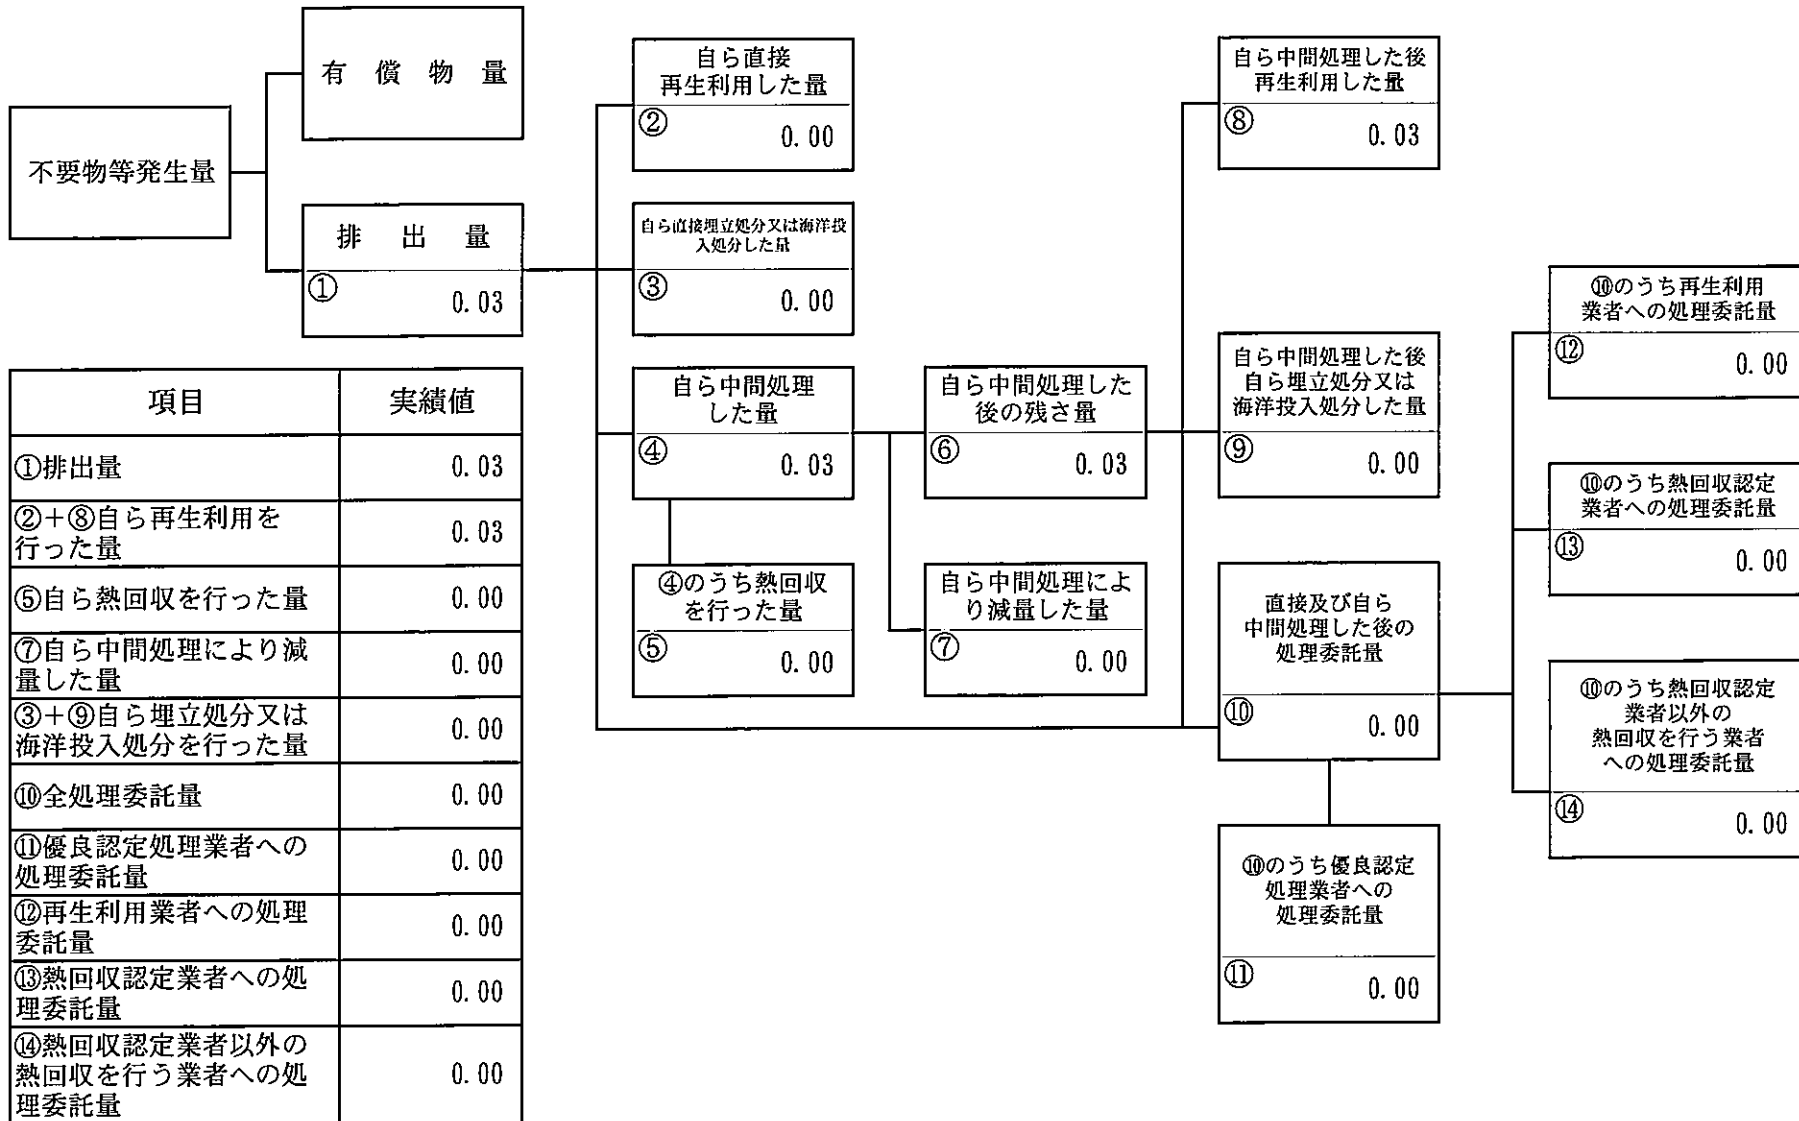 不要物等発生量
有 償 物 量
排 出 量
①
0.03
自ら直接
再生利用した量
②
0.00
自ら直接埋立処分又は海洋投
入処分した量
③
0.00
自ら中間処理
した量
④
0.03
④のうち熱回収
を行った量
⑤
0.00
自ら中間処理した
後の残さ量
⑥
0.03
自ら中間処理によ
り減量した量
⑦
0.00
自ら中間処理した後
再生利用した量
⑧
0.03
自ら中間処理した後
自ら埋立処分又は
海洋投入処分した量
⑨
0.00
直接及び自ら
中間処理した後の
処理委託量
⑩
0.00
⑩のうち優良認定
処理業者への
処理委託量
⑪
0.00
⑩のうち再生利用
業者への処理委託量
⑫
0.00
⑩のうち熱回収認定
業者への処理委託量
⑬
0.00
⑩のうち熱回収認定
業者以外の
熱回収を行う業者
への処理委託量
⑭
0.00
項目 実績値
①排出量 0.03
②+⑧自ら再生利用を
行った量 0.03
⑤自ら熱回収を行った量 0.00
⑦自ら中間処理により減
量した量 0.00
③+⑨自ら埋立処分又は
海洋投入処分を行った量 0.00
⑩全処理委託量 0.00
⑪優良認定処理業者への
処理委託量 0.00
⑫再生利用業者への処理
委託量 0.00
⑬熱回収認定業者への処
理委託量 0.00
⑭熱回収認定業者以外の
熱回収を行う業者への処
理委託量 0.00